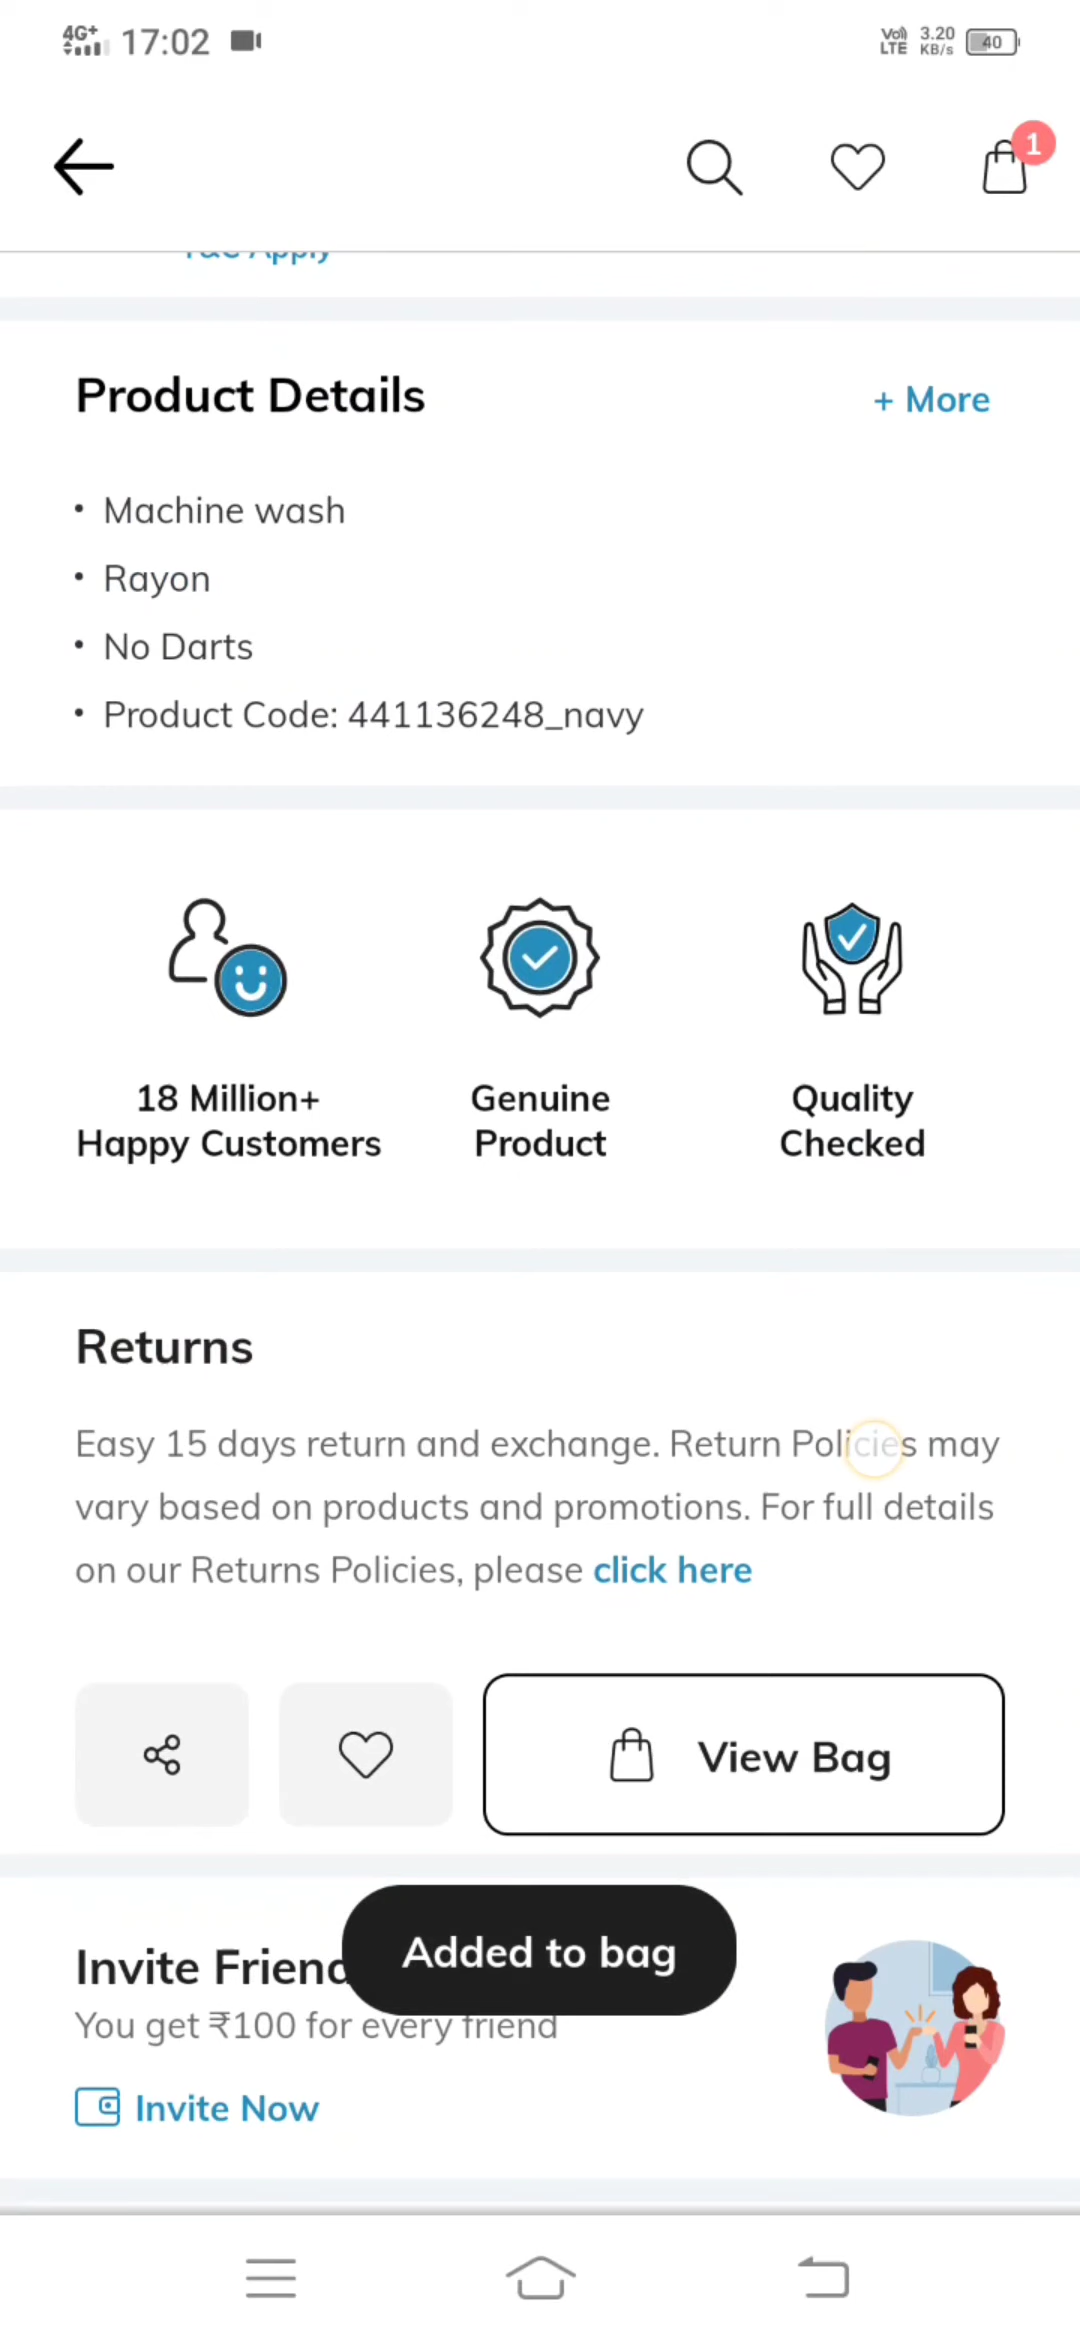 4G+ 17:02 Vo)) LTE 3.20 KB/s 40
1
T&C Apply
Product Details + More
• Machine wash
• Rayon
• No Darts
• Product Code: 441136248_navy
18 Million+ Happy Customers
Genuine Product
Quality Checked
Returns
Easy 15 days return and exchange. Return Policies may
vary based on products and promotions. For full details
on our Returns Policies, please click here
View Bag
Added to bag
Invite Friend
You get ₹100 for every friend
Invite Now